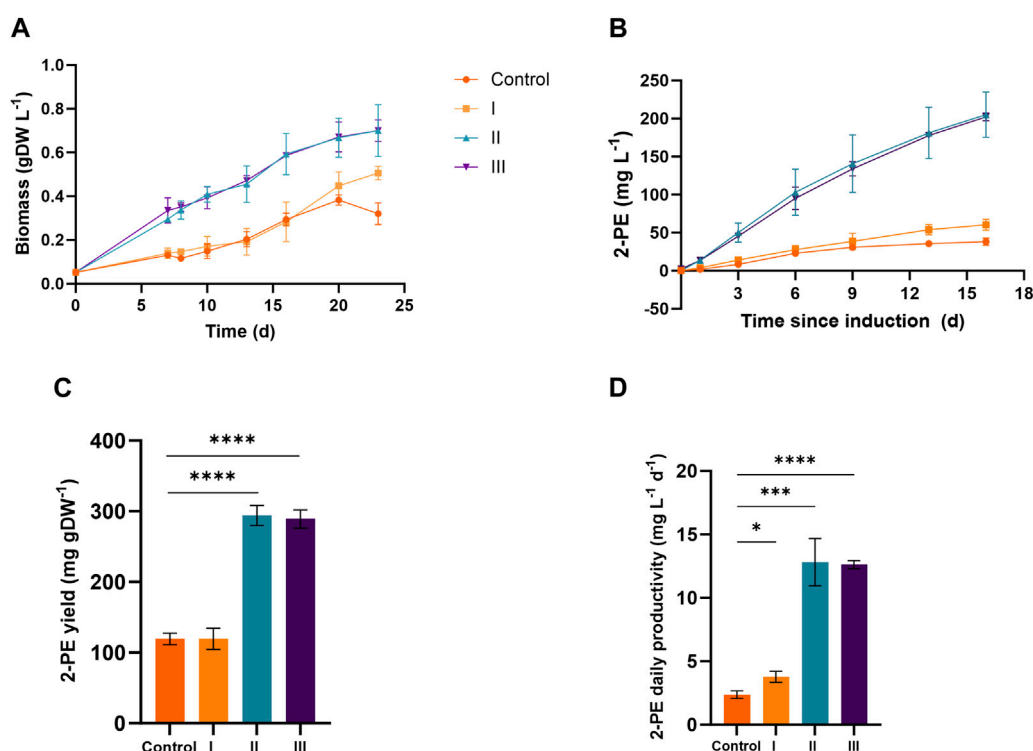 A
Biomass (gDW L⁻¹)
1.0
0.8
0.6
0.4
0.2
0.0
0 5 10 15 20 25
Time (d)
Control
I
II
III
B
2-PE (mg L⁻¹)
250
200
150
100
50
0
-50
3 6 9 12 15 18
Time since induction (d)
C
2-PE yield (mg gDW⁻¹)
400
300
200
100
0
****
****
Control I II III
D
2-PE daily productivity (mg L⁻¹ d⁻¹)
20
15
10
5
0
****
***
*
Control I II III